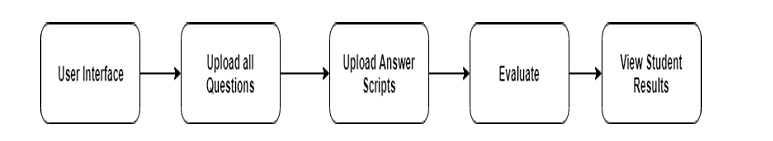 User Interface
Upload all
Questions
Upload Answer
Scripts
Evaluate
View Student
Results